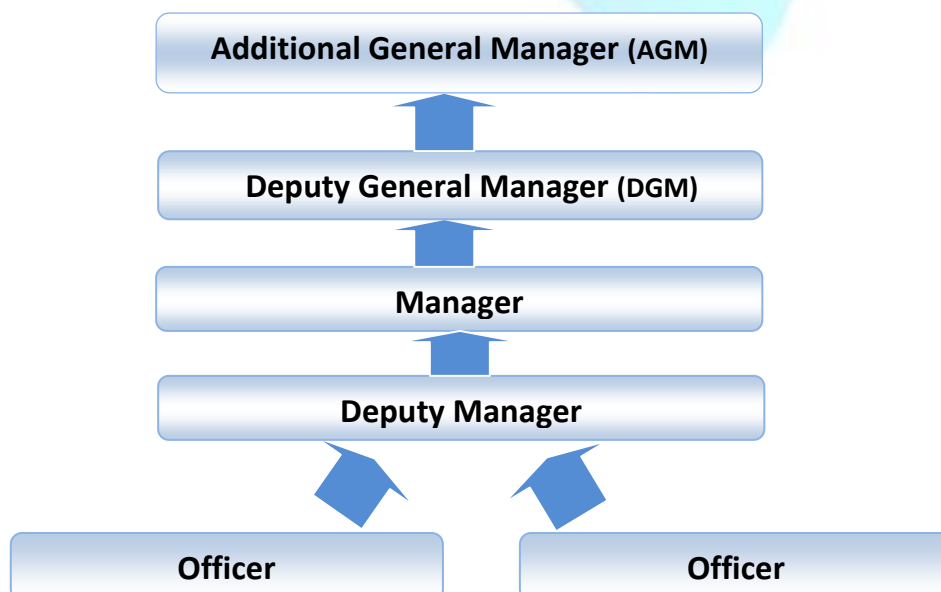 Additional General Manager (AGM)
Deputy General Manager (DGM)
Manager
Deputy Manager
Officer
Officer